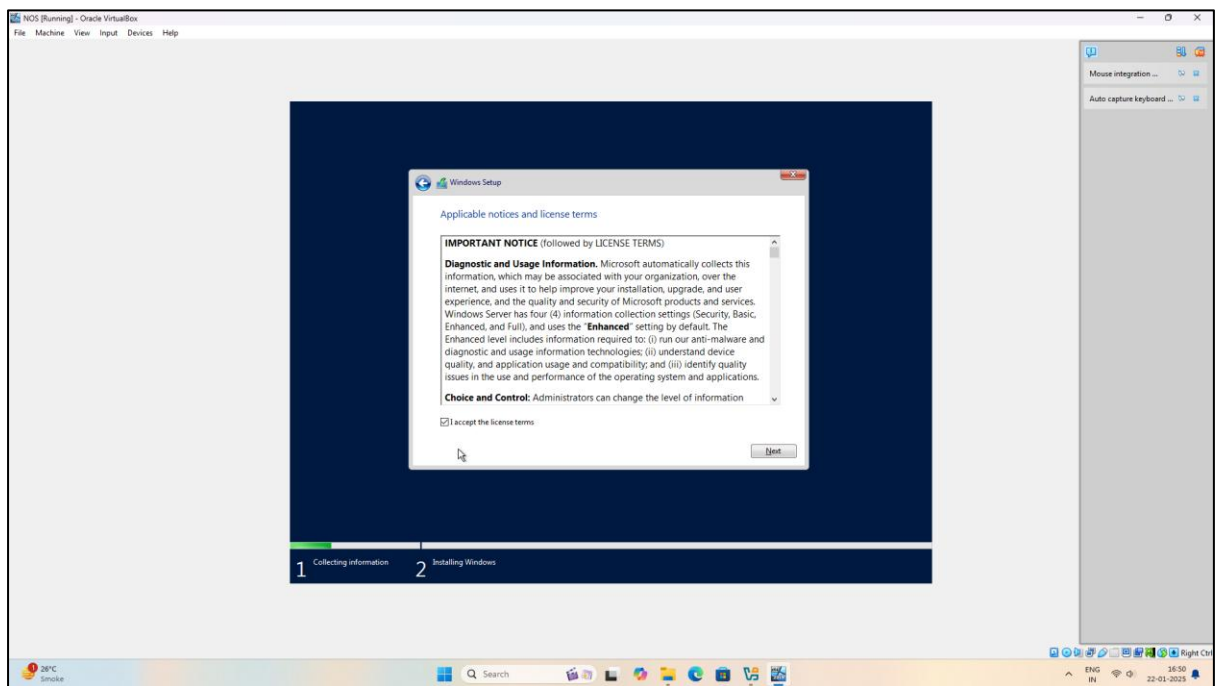 NOS [Running] - Oracle VirtualBox
File Machine View Input Devices Help
Mouse integration ...
Auto capture keyboard ...
Windows Setup
Applicable notices and license terms
IMPORTANT NOTICE (followed by LICENSE TERMS)
Diagnostic and Usage Information. Microsoft automatically collects this
information, which may be associated with your organization, over the
internet, and uses it to help improve your installation, upgrade, and user
experience, and the quality and security of Microsoft products and services.
Windows Server has four (4) information collection settings (Security, Basic,
Enhanced, and Full), and uses the "Enhanced" setting by default. The
Enhanced level includes information required to: (i) run our anti-malware and
diagnostic and usage information technologies; (ii) understand device
quality, and application usage and compatibility; and (iii) identify quality
issues in the use and performance of the operating system and applications.
Choice and Control: Administrators can change the level of information
I accept the license terms
Next
1 Collecting information 2 Installing Windows
Right Ctrl
1
26°C
Smoke
Search
ENG
IN
16:50
22-01-2025